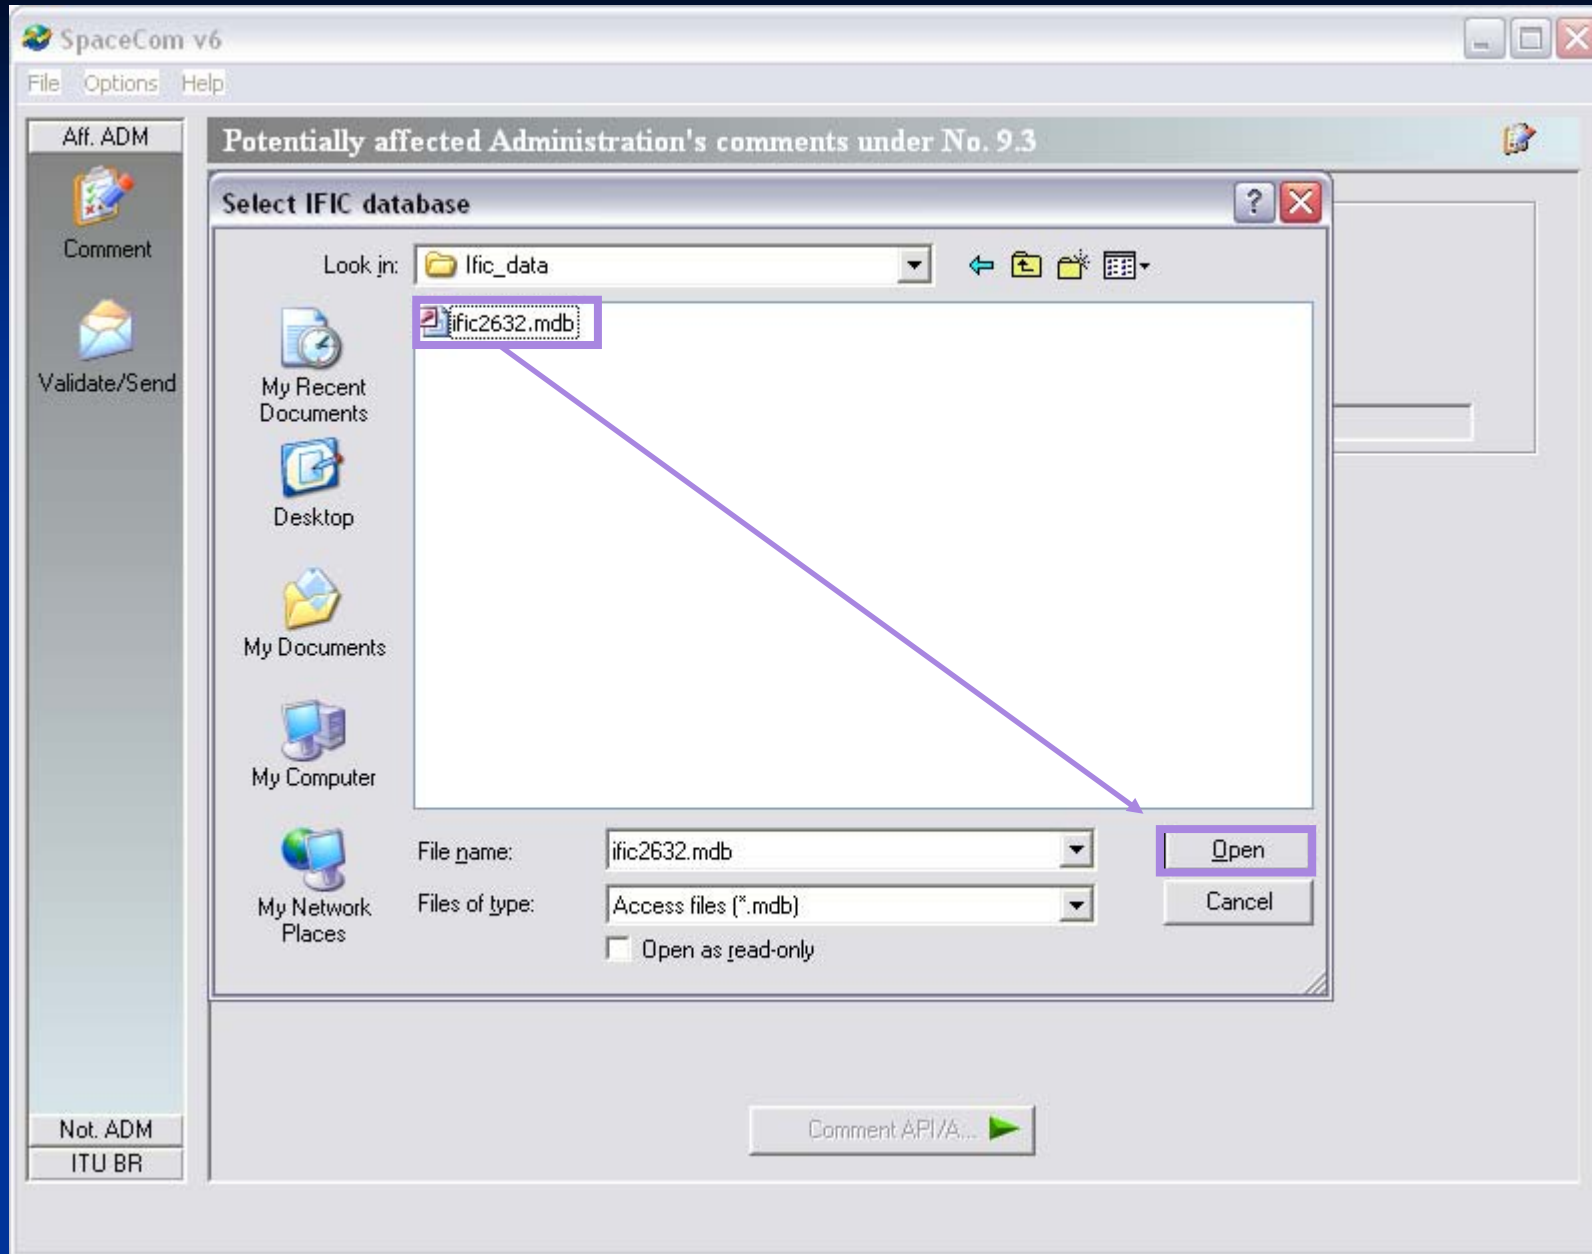 SpaceCom v6
File Options Help
Aff. ADM
Potentially affected Administration's comments under No. 9.3
Comment
Validate/Send
Select IFIC database
Look in: Ific_data
ific2632.mdb
My Recent
Documents
Desktop
My Documents
My Computer
My Network
Places
File name: ific2632.mdb Open
Files of type: Access files (*.mdb) Cancel
Open as read-only
Comment API/A...
Not. ADM
ITU BR